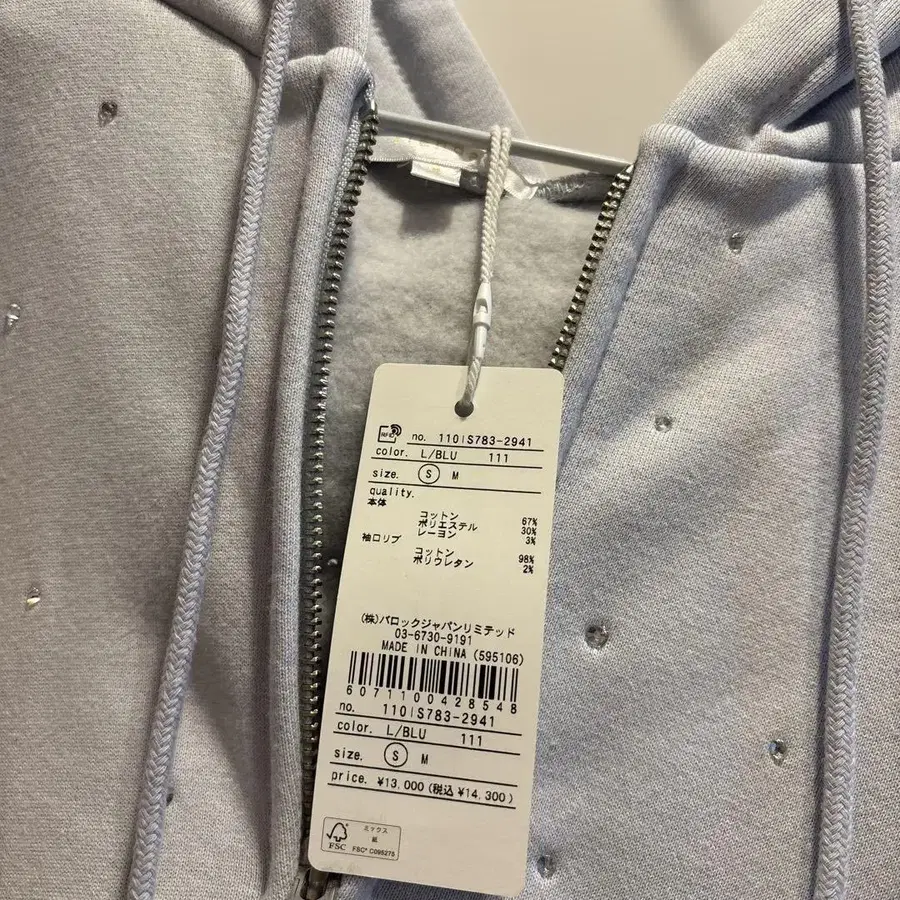 RFID
no. 110IS783-2941
color. L/BLU 111
size. S M
quality.
本体
コットン 67%
ポリエステル 30%
レーヨン 3%
袖口リブ
コットン 98%
ポリウレタン 2%
(株)バロックジャパンリミテッド
03-6730-9191
MADE IN CHINA (595106)
6071100428548
no. 110IS783-2941
color. L/BLU 111
size. S M
price. ¥13,000(税込 ¥14,300)
ミックス
紙
FSC FSC® C095275